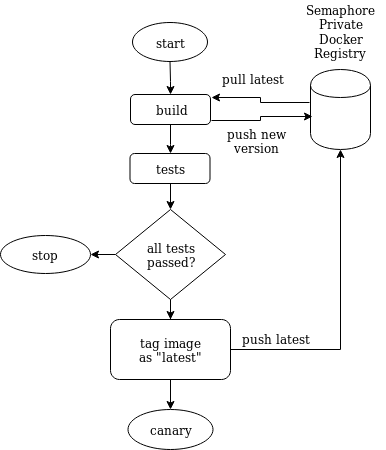 Semaphore
Private
Docker
Registry
start
pull latest
build
push new
version
tests
all tests
passed?
stop
tag image
as "latest"
push latest
canary